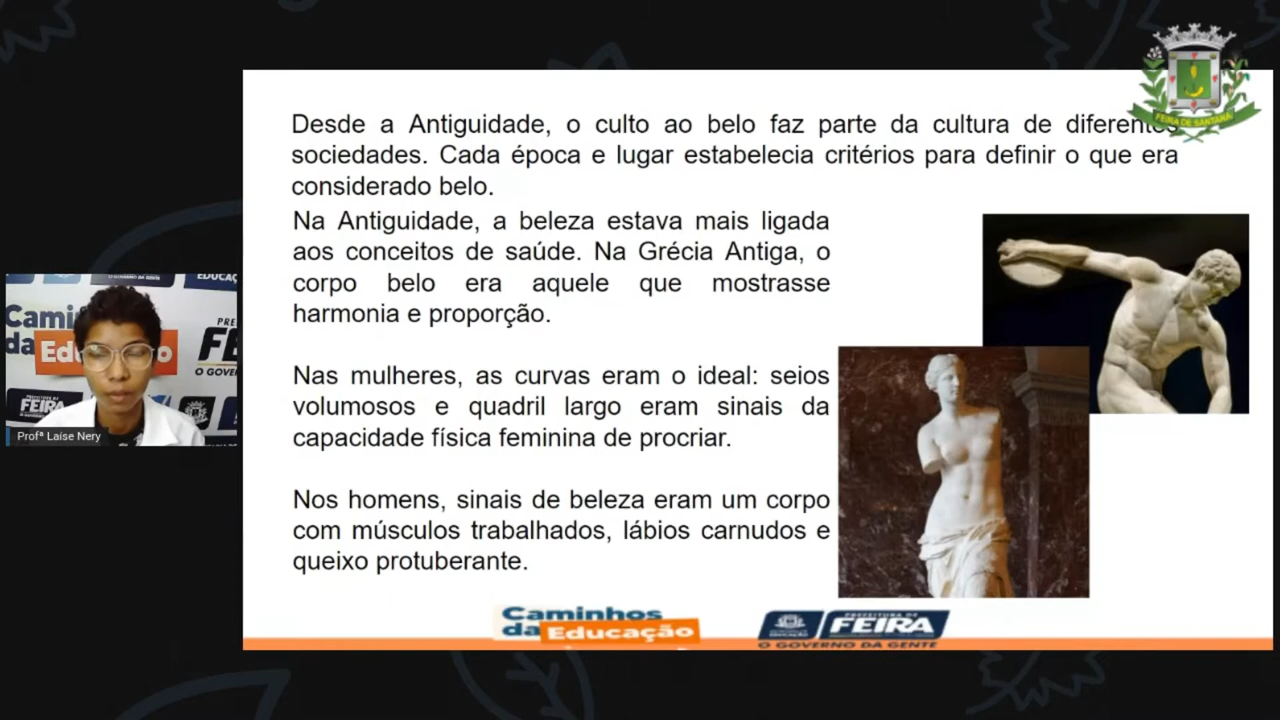 FEIRA DE SANTANA
Desde a Antiguidade, o culto ao belo faz parte da cultura de diferentes
sociedades. Cada época e lugar estabelecia critérios para definir o que era
considerado belo.
Na Antiguidade, a beleza estava mais ligada
aos conceitos de saúde. Na Grécia Antiga, o
corpo belo era aquele que mostrasse
harmonia e proporção.
Nas mulheres, as curvas eram o ideal: seios
volumosos e quadril largo eram sinais da
capacidade física feminina de procriar.
Nos homens, sinais de beleza eram um corpo
com músculos trabalhados, lábios carnudos e
queixo protuberante.
Profª Laise Nery
Caminhos
da Educação
PREFEITURA DE
FEIRA
O GOVERNO DA GENTE